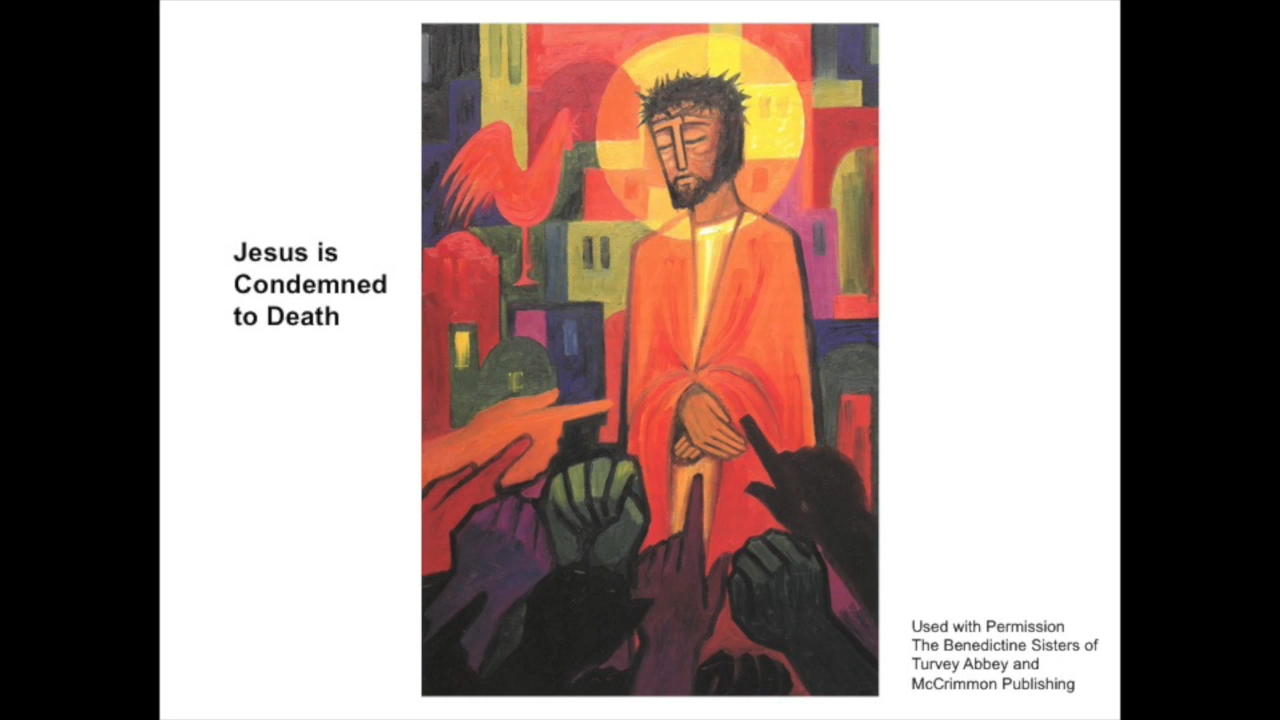 Jesus is
Condemned
to Death
Used with Permission
The Benedictine Sisters of
Turvey Abbey and
McCrimmon Publishing